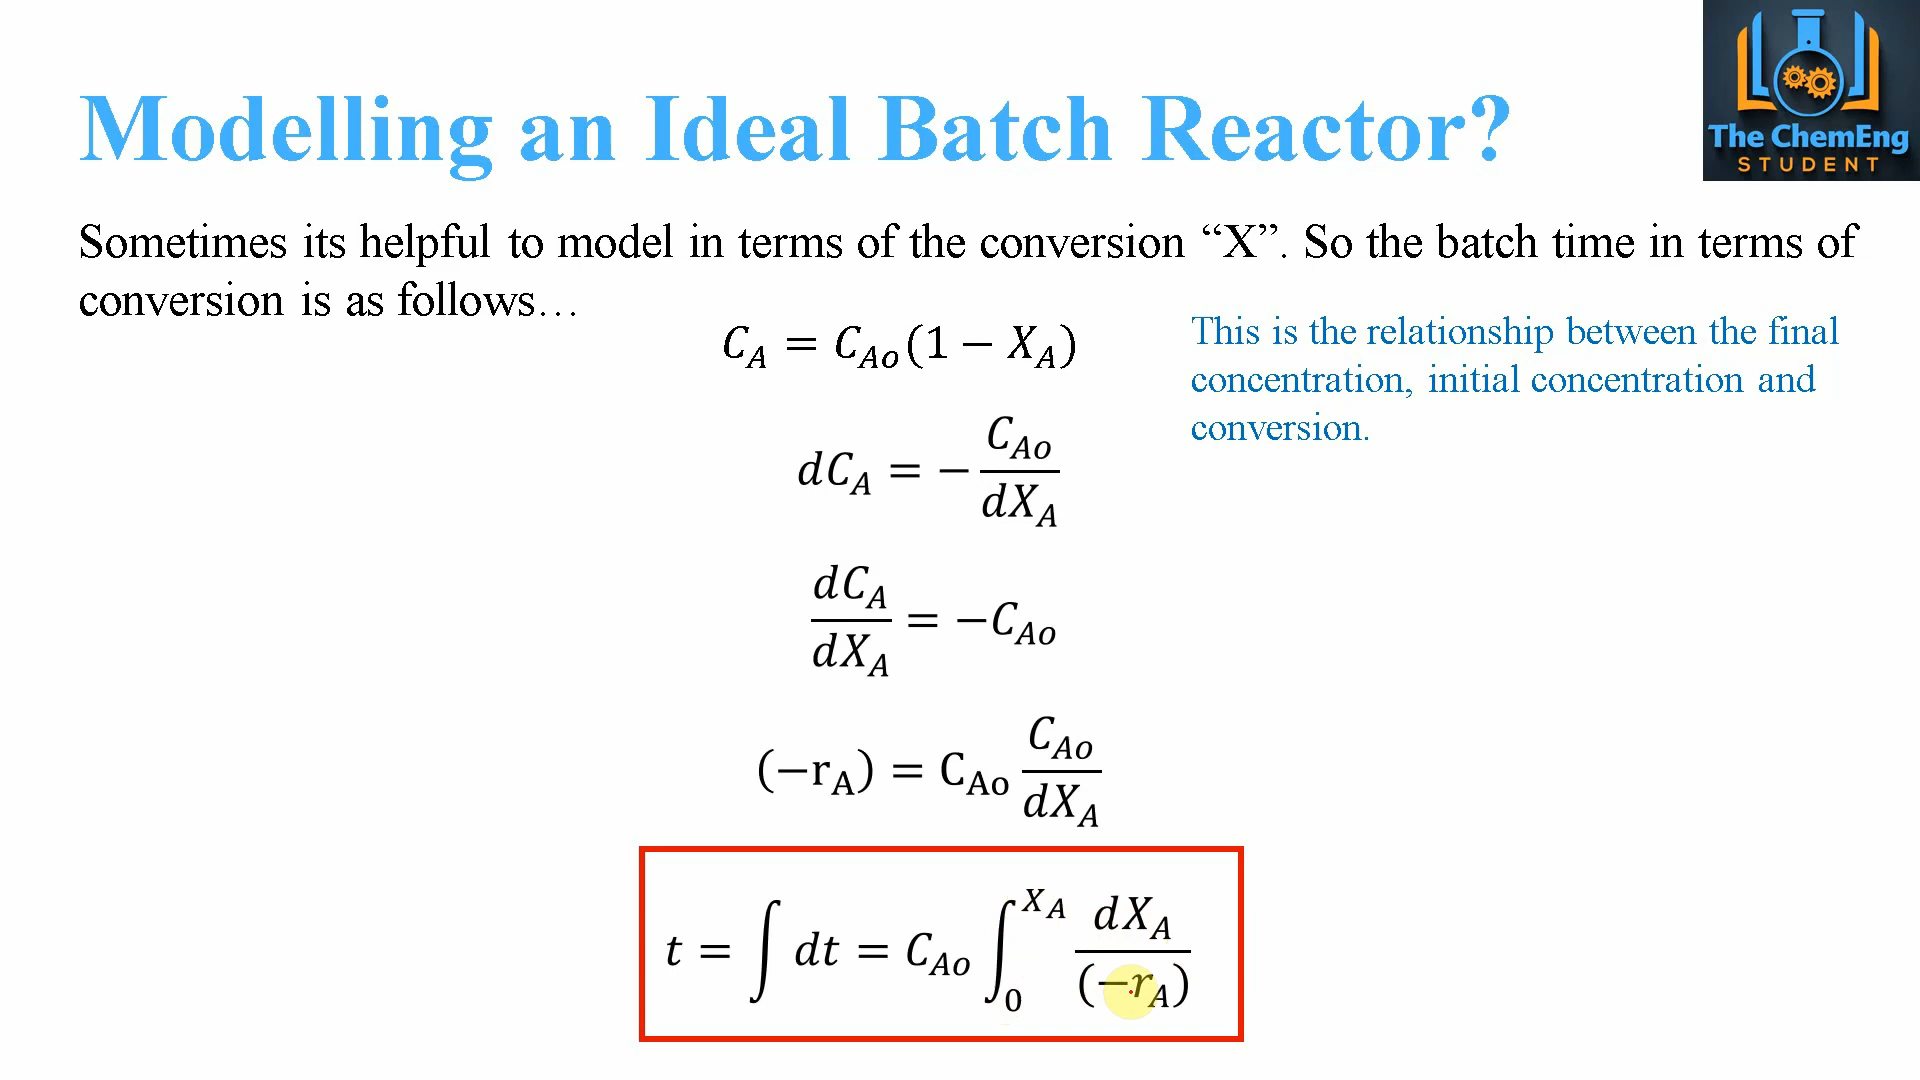 Modelling an Ideal Batch Reactor?
The ChemEng
STUDENT
Sometimes its helpful to model in terms of the conversion “X”. So the batch time in terms of
conversion is as follows…
C_A = C_Ao(1 − X_A)
This is the relationship between the final
concentration, initial concentration and
conversion.
dC_A = − C_Ao / dX_A
dC_A / dX_A = −C_Ao
(−r_A) = C_Ao C_Ao / dX_A
t = ∫ dt = C_Ao ∫_0^X_A dX_A / (−r_A)